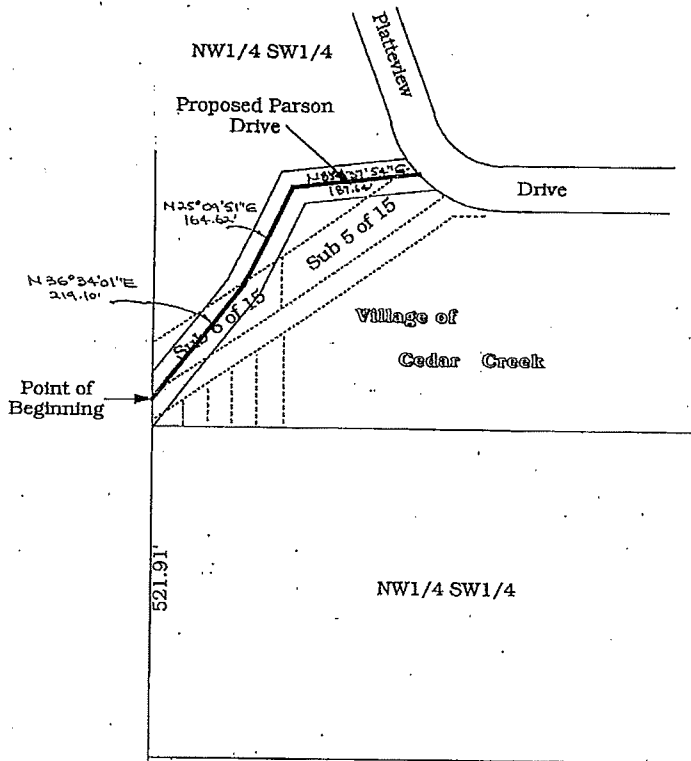 NW1/4 SW1/4
Platteview
Proposed Parson
Drive
187.64'
Drive
N25°09'51"E
164.62'
Sub 5 of 15
N36°34'01"E
219.10'
Sub 6 of 15
Village of
Cedar Creek
Point of
Beginning
521.91'
NW1/4 SW1/4